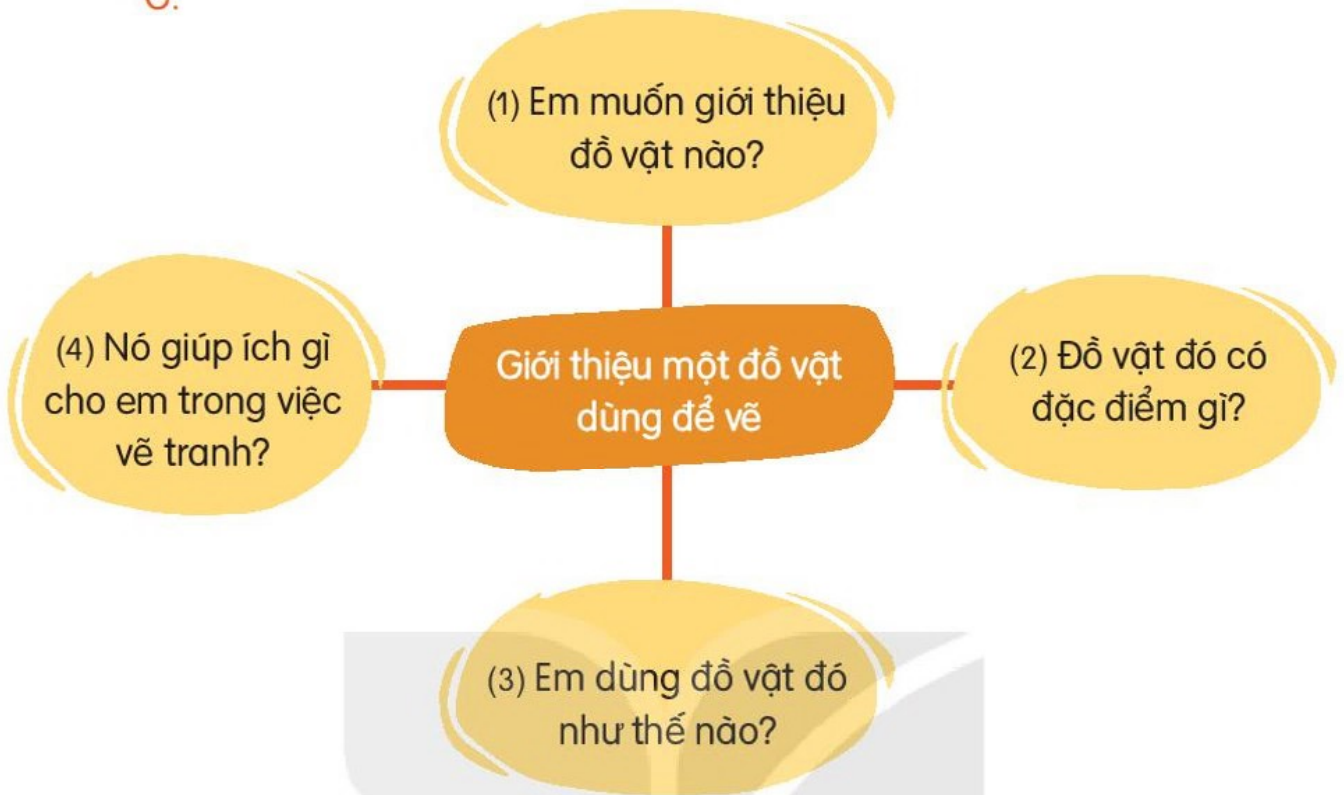 (1) Em muốn giới thiệu
đồ vật nào?
(4) Nó giúp ích gì
cho em trong việc
vẽ tranh?
Giới thiệu một đồ vật
dùng để vẽ
(2) Đồ vật đó có
đặc điểm gì?
(3) Em dùng đồ vật đó
như thế nào?